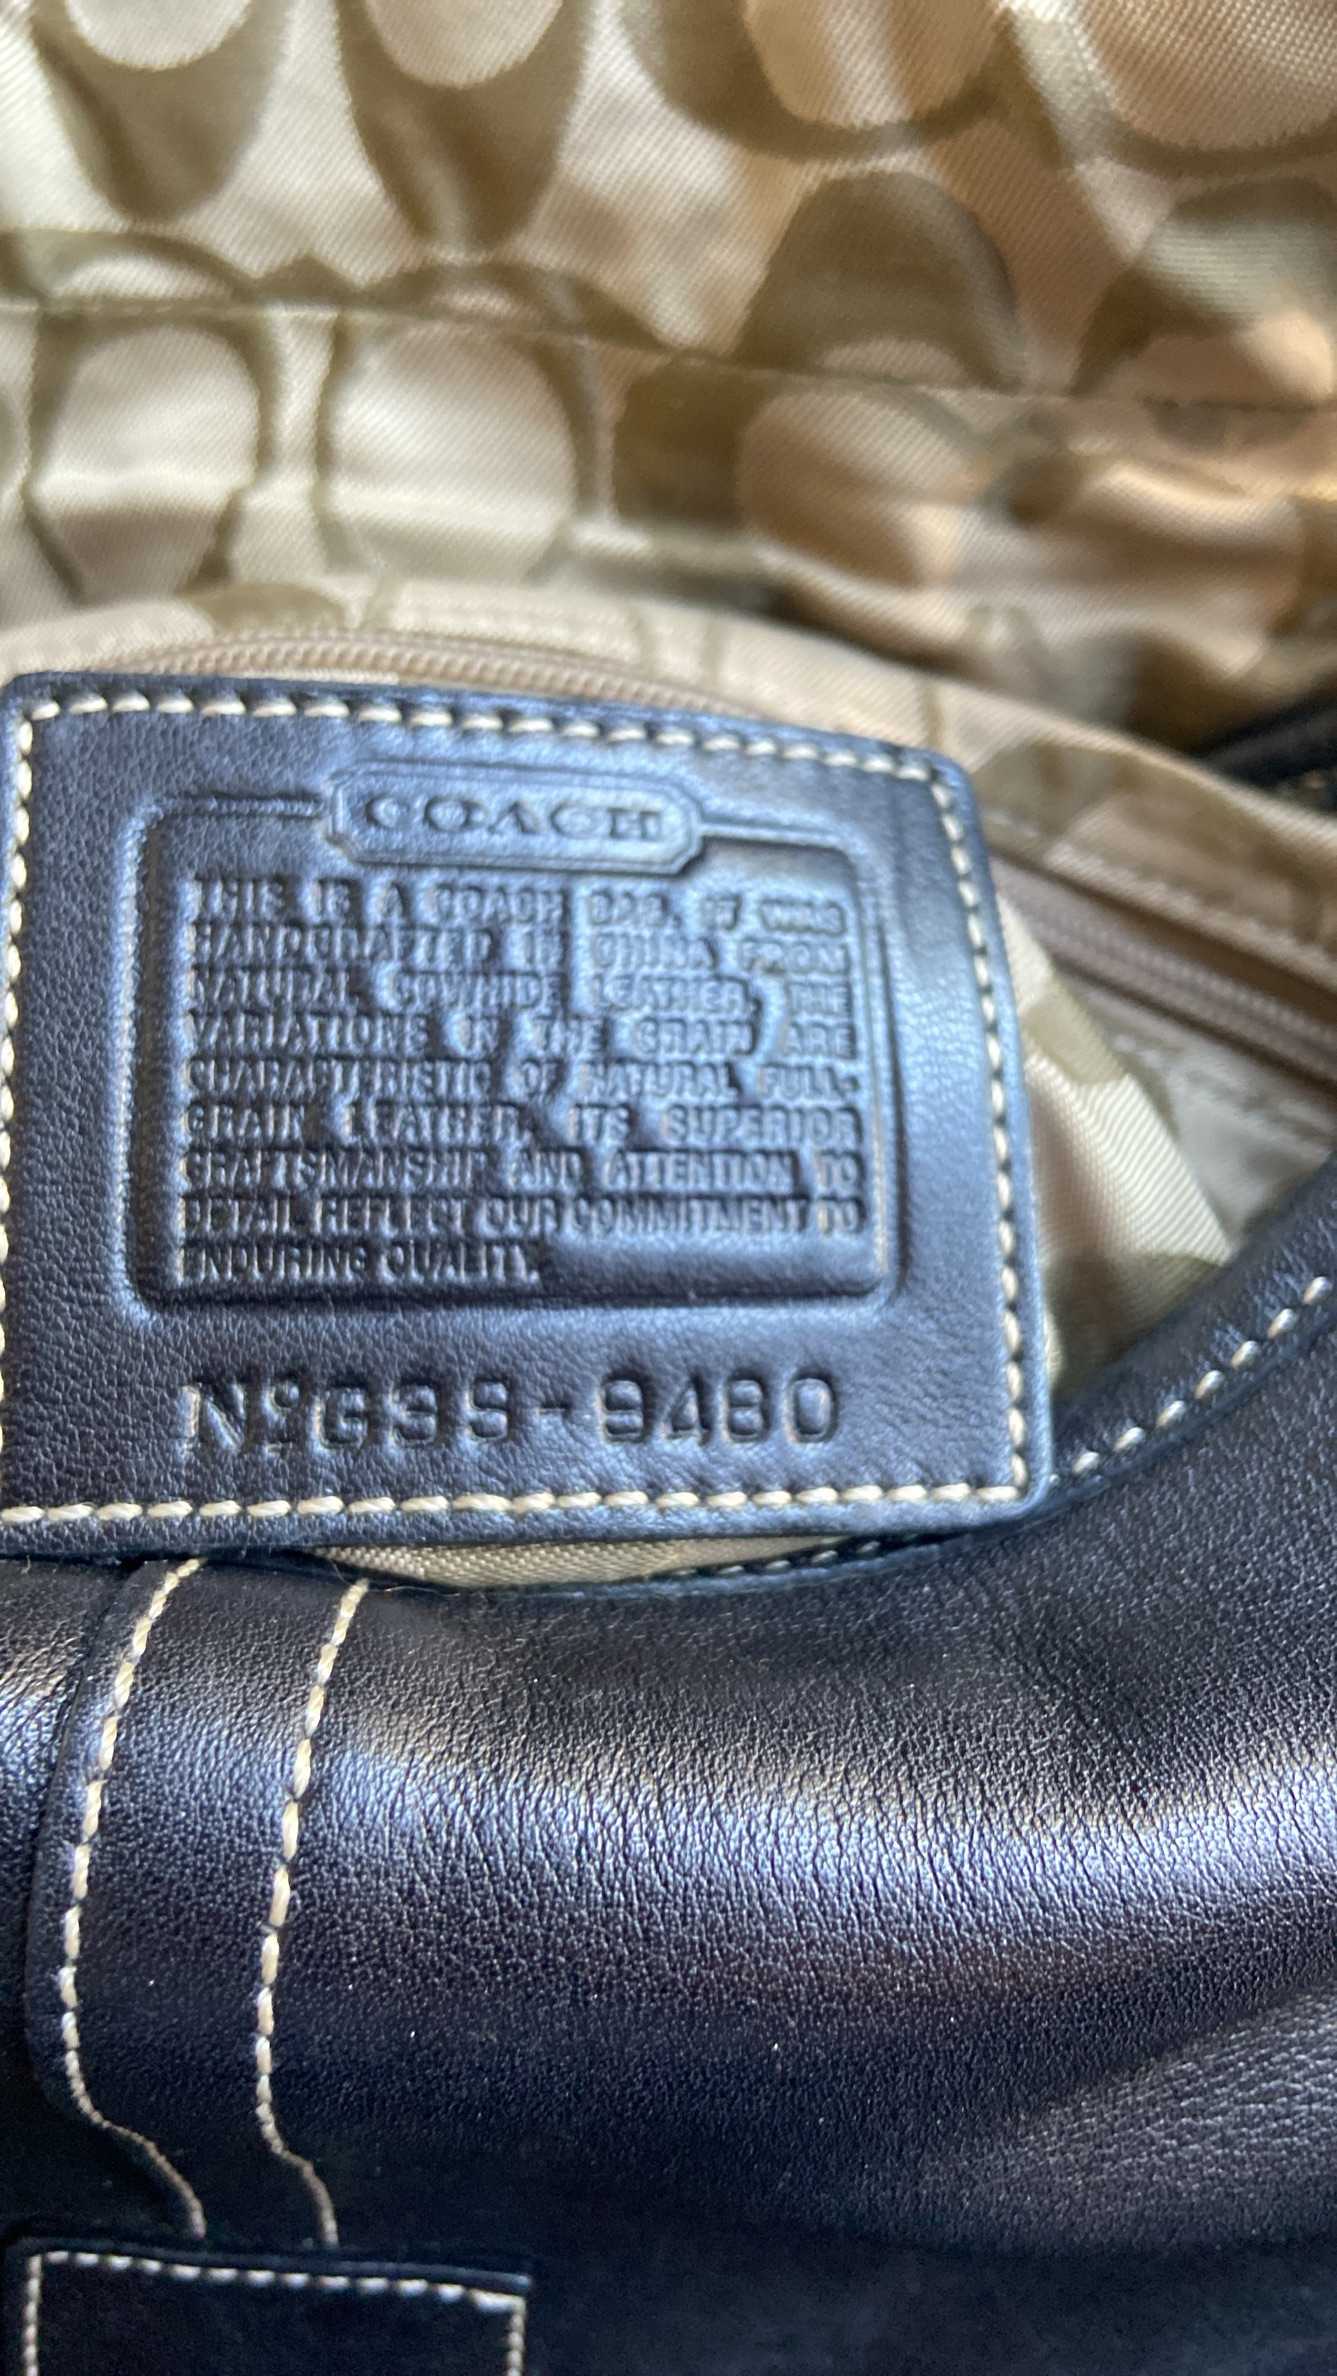 COACH
THIS IS A COACH BAG. IT WAS
HANDCRAFTED IN CHINA FROM
NATURAL COWHIDE LEATHER. THE
VARIATIONS IN THE GRAIN ARE
CHARACTERISTIC OF NATURAL FULL-
GRAIN LEATHER. ITS SUPERIOR
CRAFTSMANSHIP AND ATTENTION TO
DETAIL REFLECT OUR COMMITMENT TO
ENDURING QUALITY.
Nº G3S-9480